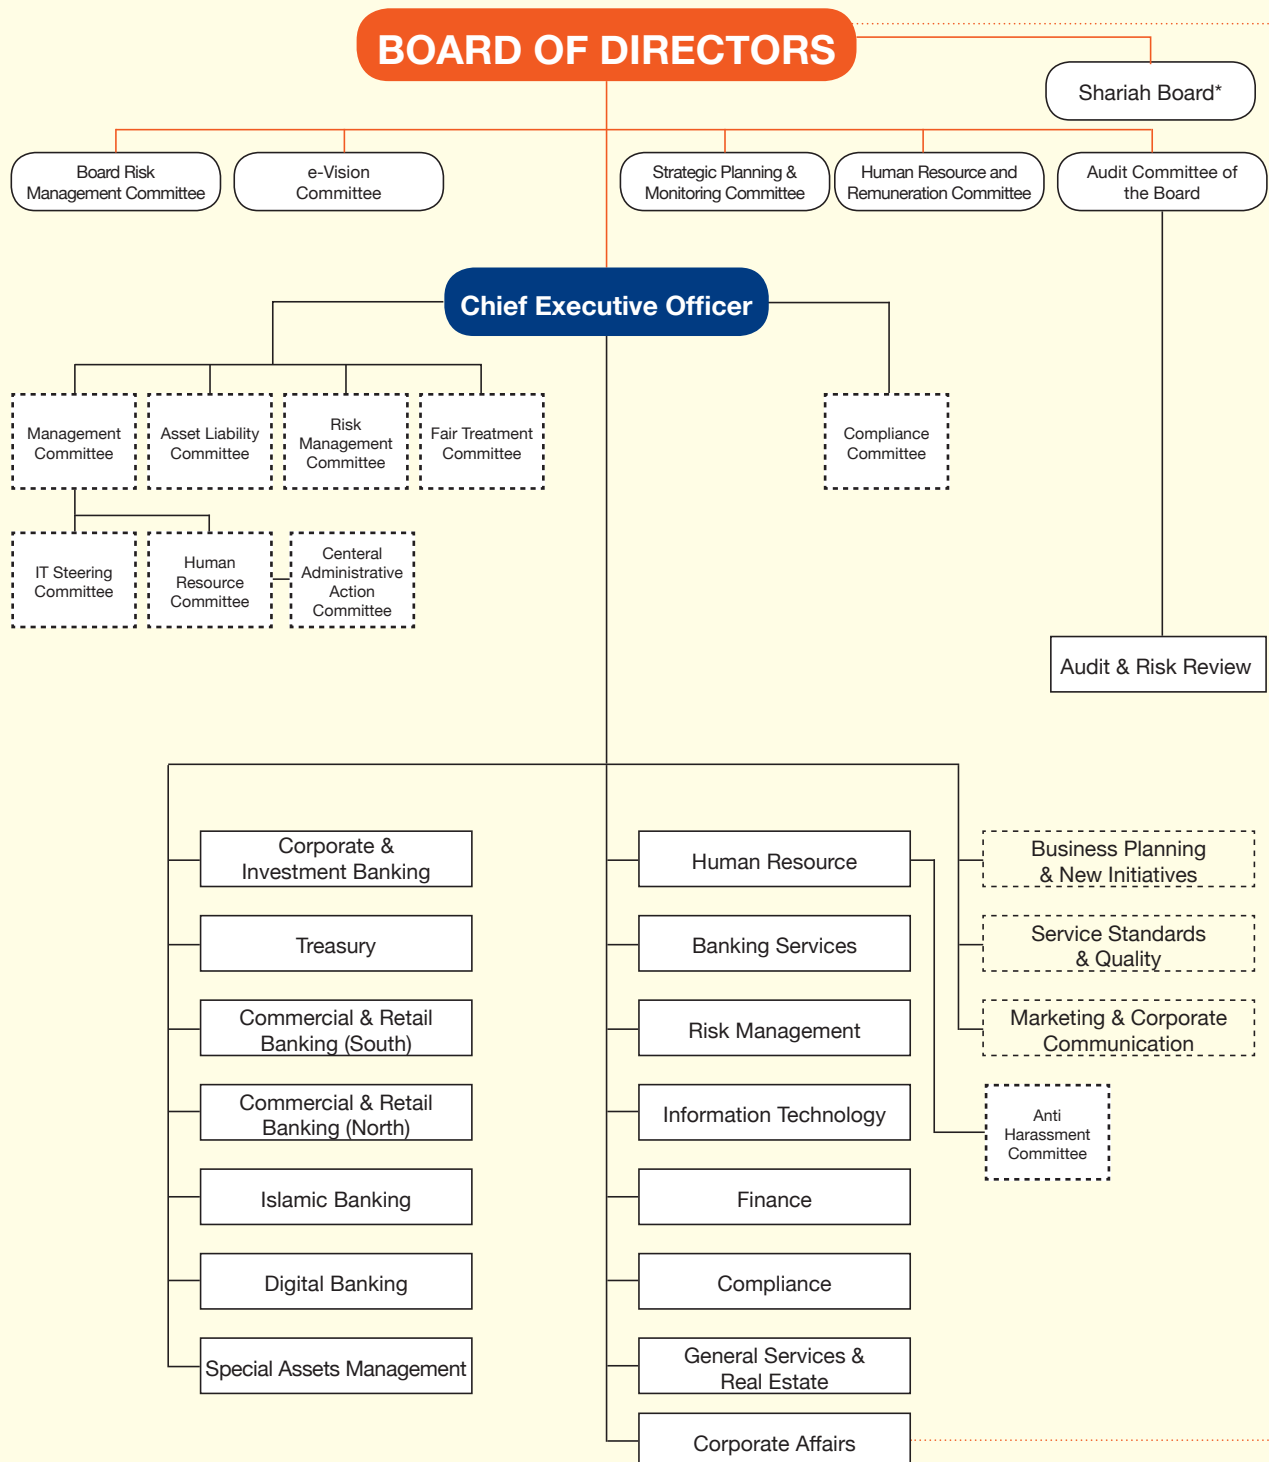 BOARD OF DIRECTORS
Shariah Board*
Board Risk
Management Committee
e-Vision
Committee
Strategic Planning &
Monitoring Committee
Human Resource and
Remuneration Committee
Audit Committee of
the Board
Chief Executive Officer
Management
Committee
Asset Liability
Committee
Risk
Management
Committee
Fair Treatment
Committee
Compliance
Committee
IT Steering
Committee
Human
Resource
Committee
Centeral
Administrative
Action
Committee
Audit & Risk Review
Corporate &
Investment Banking
Treasury
Commercial & Retail
Banking (South)
Commercial & Retail
Banking (North)
Islamic Banking
Digital Banking
Special Assets Management
Human Resource
Banking Services
Risk Management
Information Technology
Finance
Compliance
General Services &
Real Estate
Corporate Affairs
Business Planning
& New Initiatives
Service Standards
& Quality
Marketing & Corporate
Communication
Anti
Harassment
Committee